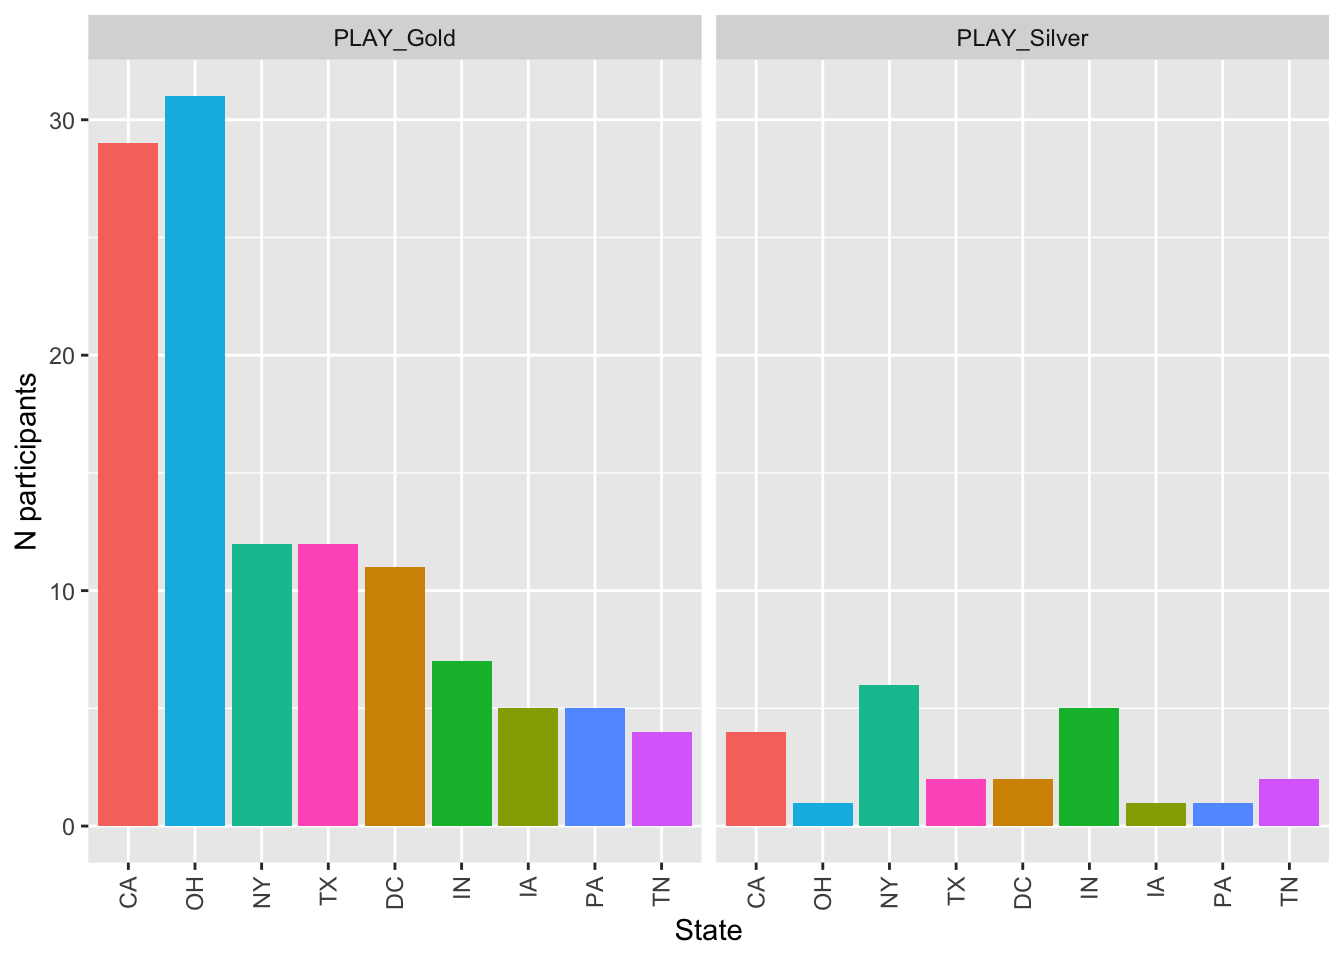 PLAY_Gold
PLAY_Silver
N participants
30
20
10
0
CA OH NY TX DC IN IA PA TN
CA OH NY TX DC IN IA PA TN
State